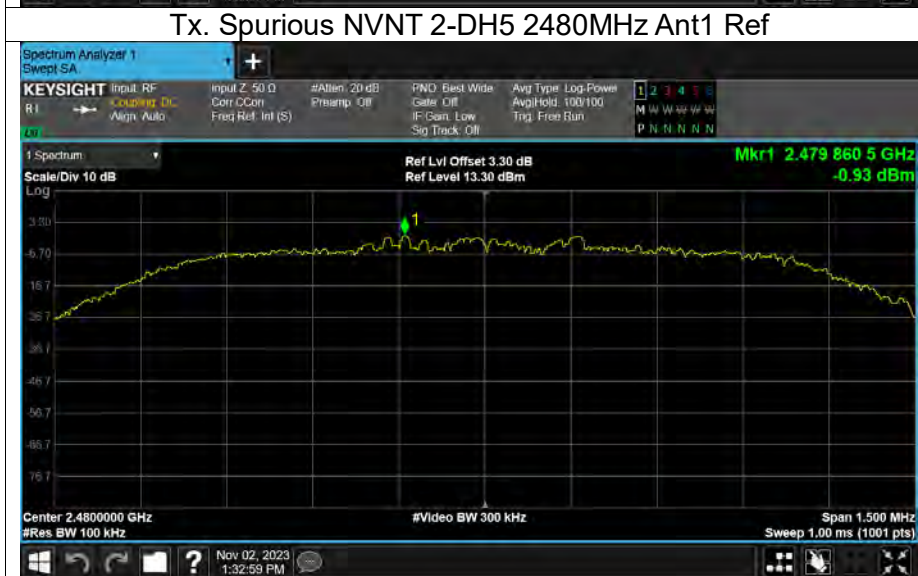 Tx. Spurious NVNT 2-DH5 2480MHz Ant1 Ref
Spectrum Analyzer 1
Swept SA
+
KEYSIGHT Input: RF
Coupling: DC
Align: Auto
Input Z: 50 Ω
Corr CCorr
Freq Ref: Int (S)
#Atten: 20 dB
Preamp: Off
PNO: Best Wide
Gate: Off
IF Gain: Low
Sig Track: Off
Avg Type: Log-Power
Avg|Hold: 100/100
Trig: Free Run
1 2 3 4 5 6
M W W W W W
P N N N N N
1 Spectrum
Scale/Div 10 dB
Log
Ref Lvl Offset 3.30 dB
Ref Level 13.30 dBm
Mkr1 2.479 860 5 GHz
-0.93 dBm
1
3.30
-6.70
-16.7
-26.7
-36.7
-46.7
-56.7
-66.7
-76.7
Center 2.4800000 GHz
#Res BW 100 kHz
#Video BW 300 kHz
Span 1.500 MHz
Sweep 1.00 ms (1001 pts)
?
Nov 02, 2023
1:32:59 PM